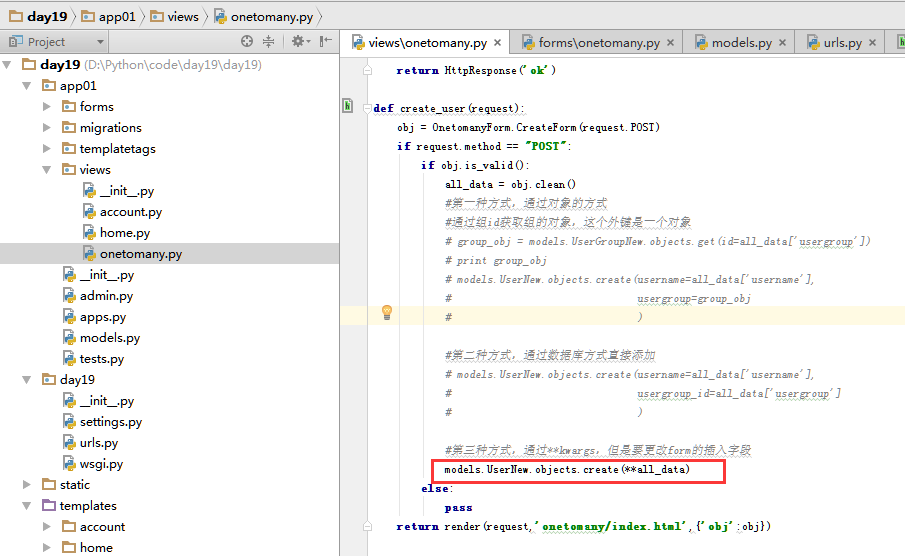 day19 app01 views onetomany.py
Project
views\onetomany.py × forms\onetomany.py × models.py × urls.py ×
day19 (D:\Python\code\day19\day19)
app01
forms
migrations
templatetags
views
__init__.py
account.py
home.py
onetomany.py
__init__.py
admin.py
apps.py
models.py
tests.py
day19
__init__.py
settings.py
urls.py
wsgi.py
static
templates
account
home
return HttpResponse('ok')
def create_user(request):
obj = OnetomanyForm.CreateForm(request.POST)
if request.method == "POST":
if obj.is_valid():
all_data = obj.clean()
#第一种方式，通过对象的方式
#通过组id获取组的对象，这个外键是一个对象
# group_obj = models.UserGroupNew.objects.get(id=all_data['usergroup'])
# print group_obj
# models.UserNew.objects.create(username=all_data['username'],
# usergroup=group_obj
# )
#第二种方式，通过数据库方式直接添加
# models.UserNew.objects.create(username=all_data['username'],
# usergroup_id=all_data['usergroup']
# )
#第三种方式，通过**kwargs，但是要更改form的插入字段
models.UserNew.objects.create(**all_data)
else:
pass
return render(request,'onetomany/index.html',{'obj':obj})